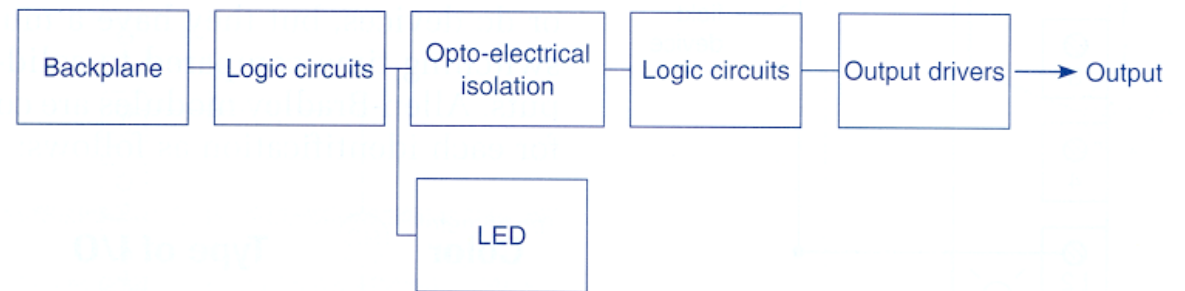 Backplane
Logic circuits
Opto-electrical
isolation
Logic circuits
Output drivers
Output
LED